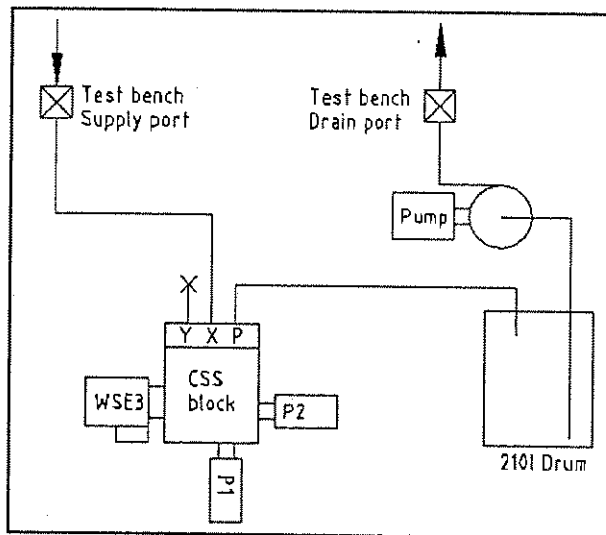 Test bench
Supply port
Test bench
Drain port
Pump
Y X P
CSS
block
WSE3
P2
P1
210l Drum